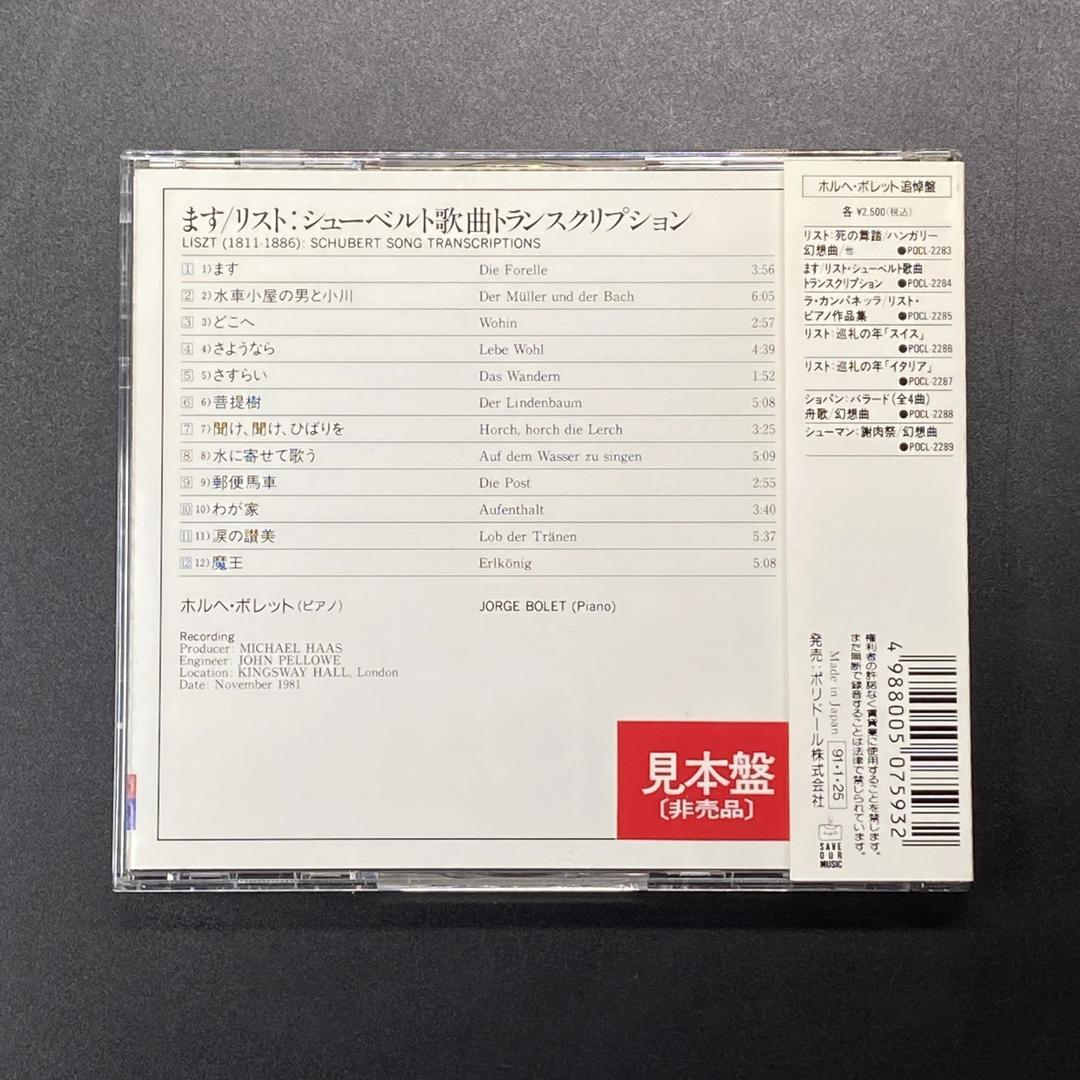 ます/リスト:シューベルト歌曲トランスクリプション
LISZT (1811-1886): SCHUBERT SONG TRANSCRIPTIONS
1 1)ます Die Forelle 3:56
2 2)水車小屋の男と小川 Der Müller und der Bach 6:05
3 3)どこへ Wohin 2:57
4 4)さようなら Lebe Wohl 4:39
5 5)さすらい Das Wandern 1:52
6 6)菩提樹 Der Lindenbaum 5:08
7 7)聞け、聞け、ひばりを Horch, horch die Lerch 3:25
8 8)水に寄せて歌う Auf dem Wasser zu singen 5:09
9 9)郵便馬車 Die Post 2:55
10 10)わが家 Aufenthalt 3:40
11 11)涙の讃美 Lob der Tränen 5:37
12 12)魔王 Erlkönig 5:08
ホルヘ・ボレット(ピアノ) JORGE BOLET (Piano)
Recording
Producer: MICHAEL HAAS
Engineer: JOHN PELLOWE
Location: KINGSWAY HALL, London
Date: November 1981
見本盤
〔非売品〕
ホルヘ・ボレット追悼盤
各 ¥2,500(税込)
リスト:死の舞踏/ハンガリー
幻想曲/他 ●POCL-2283
ます/リスト・シューベルト歌曲
トランスクリプション ●POCL-2284
ラ・カンパネッラ/リスト・
ピアノ作品集 ●POCL-2285
リスト:巡礼の年「スイス」
●POCL-2286
リスト:巡礼の年「イタリア」
●POCL-2287
ショパン:バラード(全4曲)
舟歌/幻想曲 ●POCL-2288
シューマン:謝肉祭/幻想曲
●POCL-2289
4 988005 075932
権利者の許諾なく賃貸業に使用することを禁じます。
また無断で録音することは法律で禁じられています。
Made in Japan 91・1・25
発売:ポリドール株式会社
SAVE
OUR
MUSIC